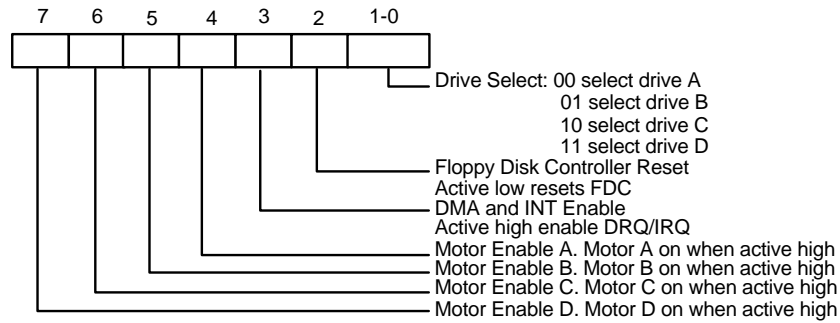 7 6 5 4 3 2 1-0
Drive Select: 00 select drive A
01 select drive B
10 select drive C
11 select drive D
Floppy Disk Controller Reset
Active low resets FDC
DMA and INT Enable
Active high enable DRQ/IRQ
Motor Enable A. Motor A on when active high
Motor Enable B. Motor B on when active high
Motor Enable C. Motor C on when active high
Motor Enable D. Motor D on when active high